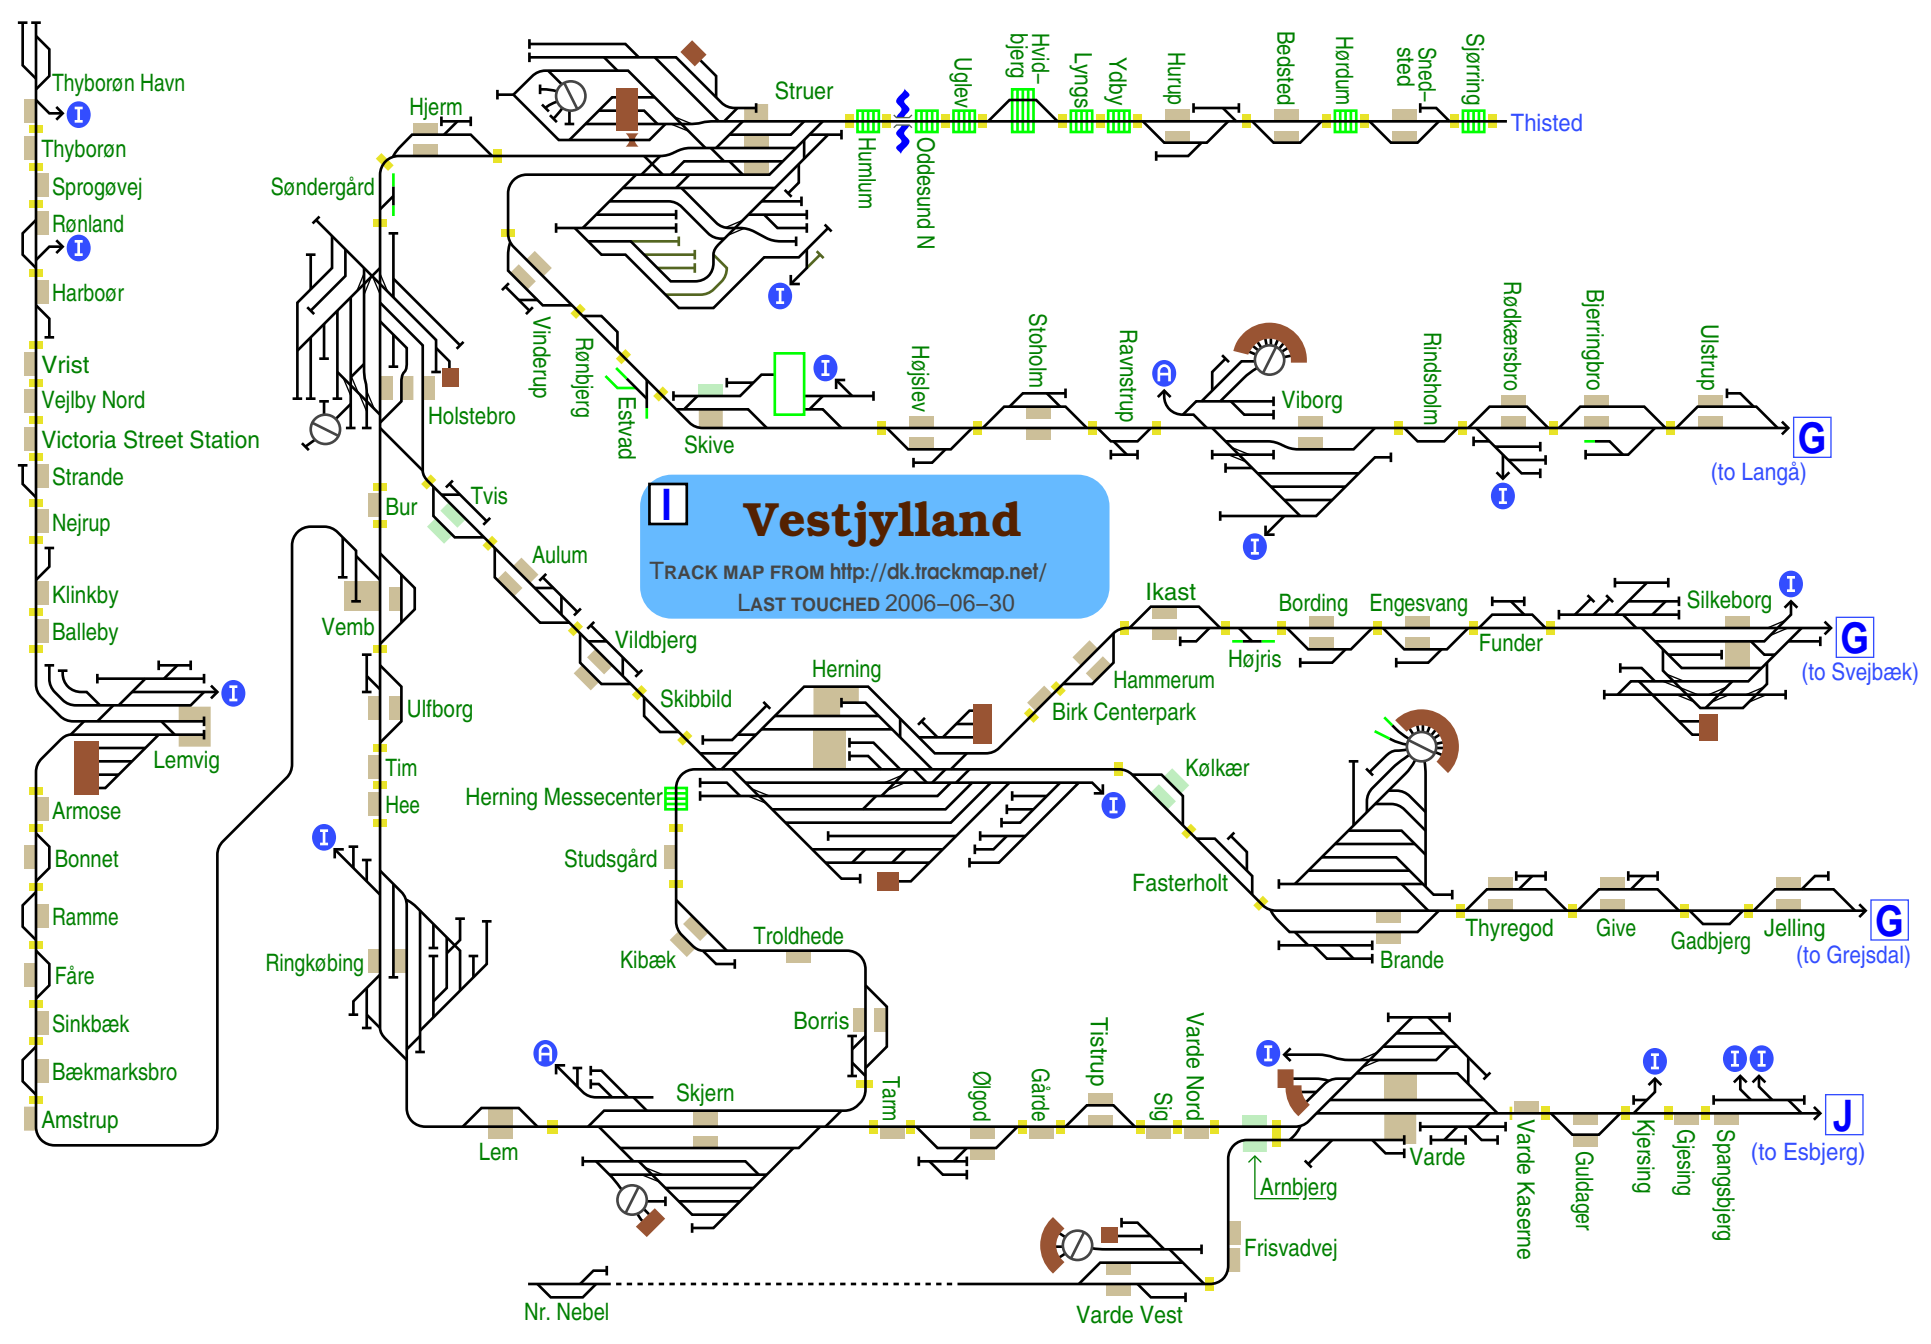 Thyborøn Havn
I
Thyborøn
Sprogøvej
Rønland
I
Harboør
Vrist
Vejlby Nord
Victoria Street Station
Strande
Nejrup
Klinkby
Balleby
I
Lemvig
Armose
Bonnet
Ramme
Fåre
Sinkbæk
Bækmarksbro
Amstrup
Hjerm
Søndergård
Holstebro
Struer
I
Humlum
Oddesund N
Uglev
Hvid–
bjerg
Lyngs
Ydby
Hurup
Bedsted
Hørdum
Sned–
sted
Sjørring
Thisted
Vinderup
Rønbjerg
Estvad
Skive
I
Højslev
Stoholm
Ravnstrup
A
Viborg
I
Rindsholm
Rødkærsbro
I
Bjerringbro
Ulstrup
G
(to Langå)
I
Vestjylland
TRACK MAP FROM http://dk.trackmap.net/
LAST TOUCHED 2006–06–30
Bur
Tvis
Aulum
Vildbjerg
Skibbild
Vemb
Ulfborg
Tim
Hee
I
Ringkøbing
Herning
Herning Messecenter
I
Studsgård
Kibæk
Troldhede
Borris
Birk Centerpark
Hammerum
Ikast
Højris
Bording
Engesvang
Funder
Silkeborg
I
G
(to Svejbæk)
Kølkær
Fasterholt
Brande
Thyregod
Give
Gadbjerg
Jelling
G
(to Grejsdal)
Lem
A
Skjern
Tarm
Ølgod
Gårde
Tistrup
Sig
Varde Nord
I
Arnbjerg
Varde
Varde Kaserne
Guldager
Kjersing
I
Gjesing
Spangsbjerg
I
I
J
(to Esbjerg)
Frisvadvej
Varde Vest
Nr. Nebel